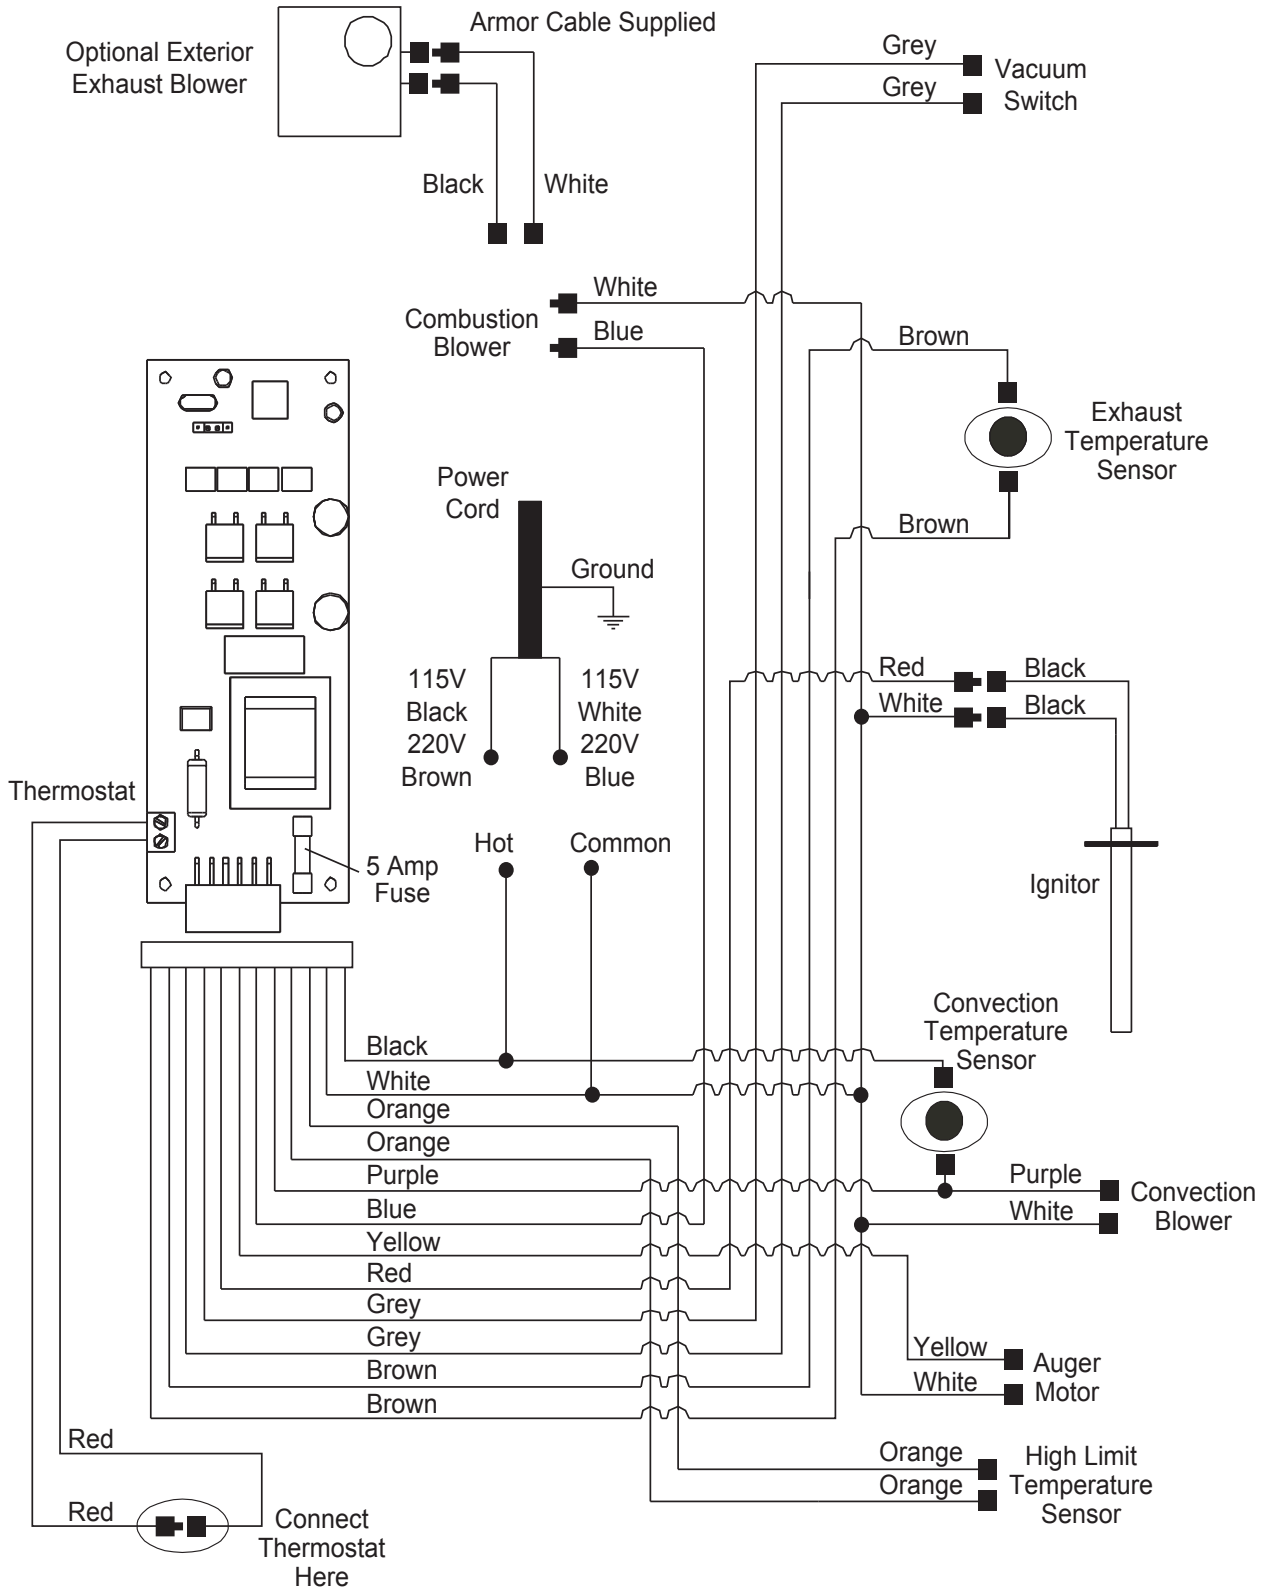 Armor Cable Supplied
Optional Exterior
Exhaust Blower
Black
White
Grey
Grey
Vacuum
Switch
White
Combustion
Blower
Blue
Brown
Exhaust
Temperature
Sensor
Brown
Power
Cord
Ground
115V
Black
220V
Brown
115V
White
220V
Blue
Red
White
Black
Black
Ignitor
Thermostat
5 Amp
Fuse
Hot
Common
Convection
Temperature
Sensor
Black
White
Orange
Orange
Purple
Blue
Yellow
Red
Grey
Grey
Brown
Brown
Purple
White
Convection
Blower
Yellow
White
Auger
Motor
Orange
Orange
High Limit
Temperature
Sensor
Red
Red
Connect
Thermostat
Here